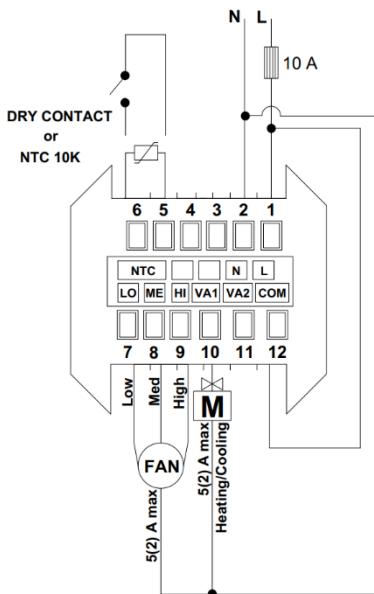 N L
10 A
DRY CONTACT
or
NTC 10K
6 5 4 3 2 1
NTC N L
LO ME HI VA1 VA2 COM
7 8 9 10 11 12
Low
Med
High
M
FAN
5(2) A max
5(2) A max
Heating/Cooling